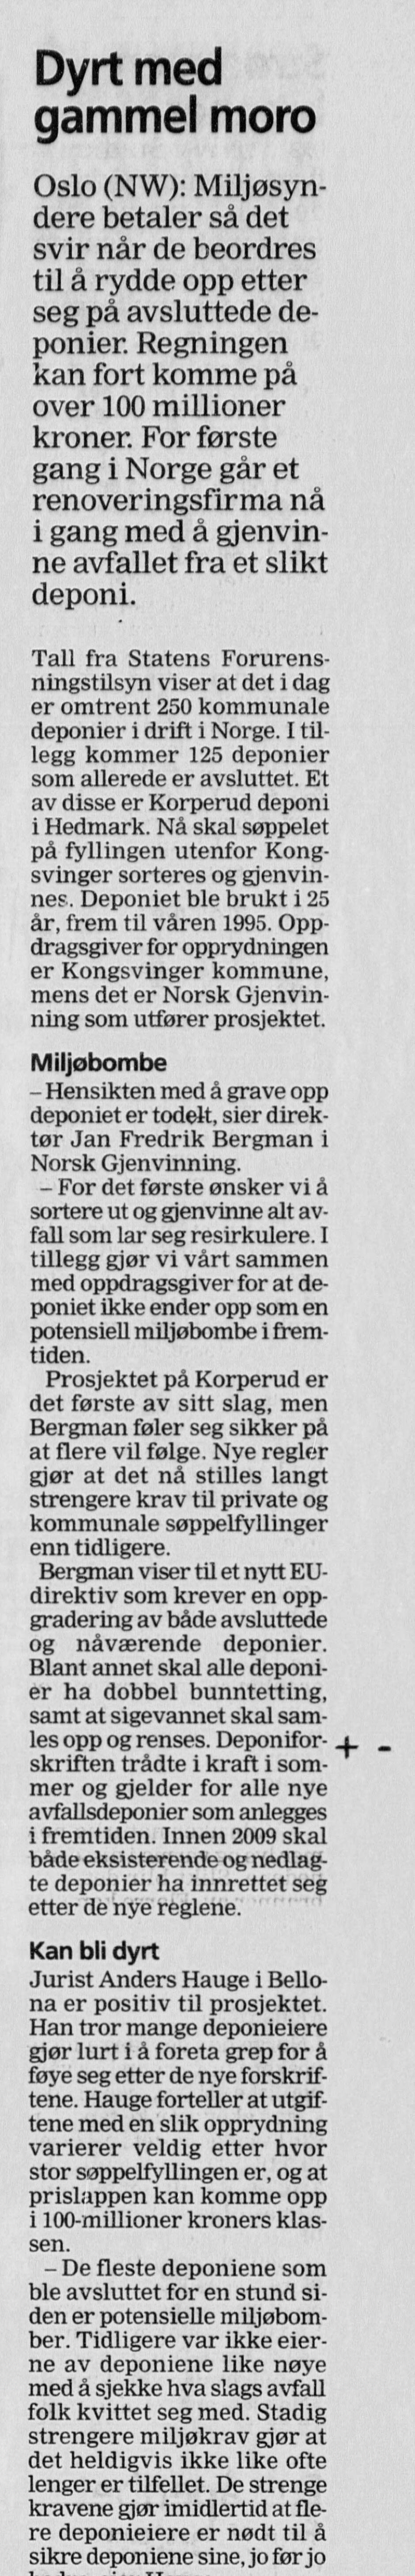 Dyrt med
gammel moro
Oslo (NW): Miljøsyn-
dere betaler så det
svir når de beordres
til å rydde opp etter
seg på avsluttede de-
ponier. Regningen
kan fort komme på
over 100 millioner
kroner. For første
gang i Norge går et
renoveringsfirma nå
i gang med å gjenvin-
ne avfallet fra et slikt
deponi.
Tall fra Statens Forurens-
ningstilsyn viser at det i dag
er omtrent 250 kommunale
deponier i drift i Norge. I til-
legg kommer 125 deponier
som allerede er avsluttet. Et
av disse er Korperud deponi
i Hedmark. Nå skal søppelet
på fyllingen utenfor Kong-
svinger sorteres og gjenvin-
nes. Deponiet ble brukt i 25
år, frem til våren 1995. Opp-
dragsgiver for opprydningen
er Kongsvinger kommune,
mens det er Norsk Gjenvin-
ning som utfører prosjektet.
Miljøbombe
– Hensikten med å grave opp
deponiet er todelt, sier direk-
tør Jan Fredrik Bergman i
Norsk Gjenvinning.
– For det første ønsker vi å
sortere ut og gjenvinne alt av-
fall som lar seg resirkulere. I
tillegg gjør vi vårt sammen
med oppdragsgiver for at de-
poniet ikke ender opp som en
potensiell miljøbombe i frem-
tiden.
Prosjektet på Korperud er
det første av sitt slag, men
Bergman føler seg sikker på
at flere vil følge. Nye regler
gjør at det nå stilles langt
strengere krav til private og
kommunale søppelfyllinger
enn tidligere.
Bergman viser til et nytt EU-
direktiv som krever en opp-
gradering av både avsluttede
og nåværende deponier.
Blant annet skal alle deponi-
er ha dobbel bunntetting,
samt at sigevannet skal sam-
les opp og renses. Deponifor- + -
skriften trådte i kraft i som-
mer og gjelder for alle nye
avfallsdeponier som anlegges
i fremtiden. Innen 2009 skal
både eksisterende og nedlag-
te deponier ha innrettet seg
etter de nye reglene.
Kan bli dyrt
Jurist Anders Hauge i Bello-
na er positiv til prosjektet.
Han tror mange deponieiere
gjør lurt i å foreta grep for å
føye seg etter de nye forskrif-
tene. Hauge forteller at utgif-
tene med en slik opprydning
varierer veldig etter hvor
stor søppelfyllingen er, og at
prislappen kan komme opp
i 100-millioner kroners klas-
sen.
– De fleste deponiene som
ble avsluttet for en stund si-
den er potensielle miljøbom-
ber. Tidligere var ikke eier-
ne av deponiene like nøye
med å sjekke hva slags avfall
folk kvittet seg med. Stadig
strengere miljøkrav gjør at
det heldigvis ikke like ofte
lenger er tilfellet. De strenge
kravene gjør imidlertid at fle-
re deponieiere er nødt til å
sikre deponiene sine, jo før jo